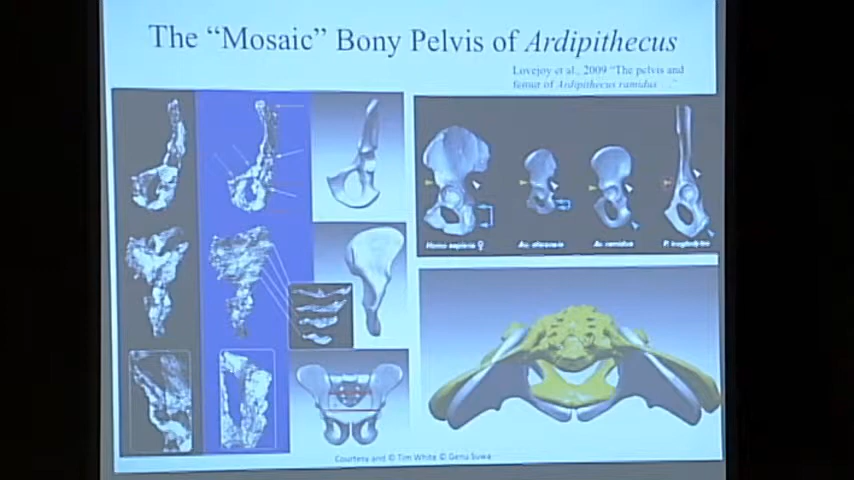 The “Mosaic” Bony Pelvis of Ardipithecus
Lovejoy et al., 2009 “The pelvis and
femur of Ardipithecus ramidus
Homo sapiens ♀
Au. afarensis
Ar. ramidus
P. troglodytes
Courtesy and © Tim White © Genu Suwa